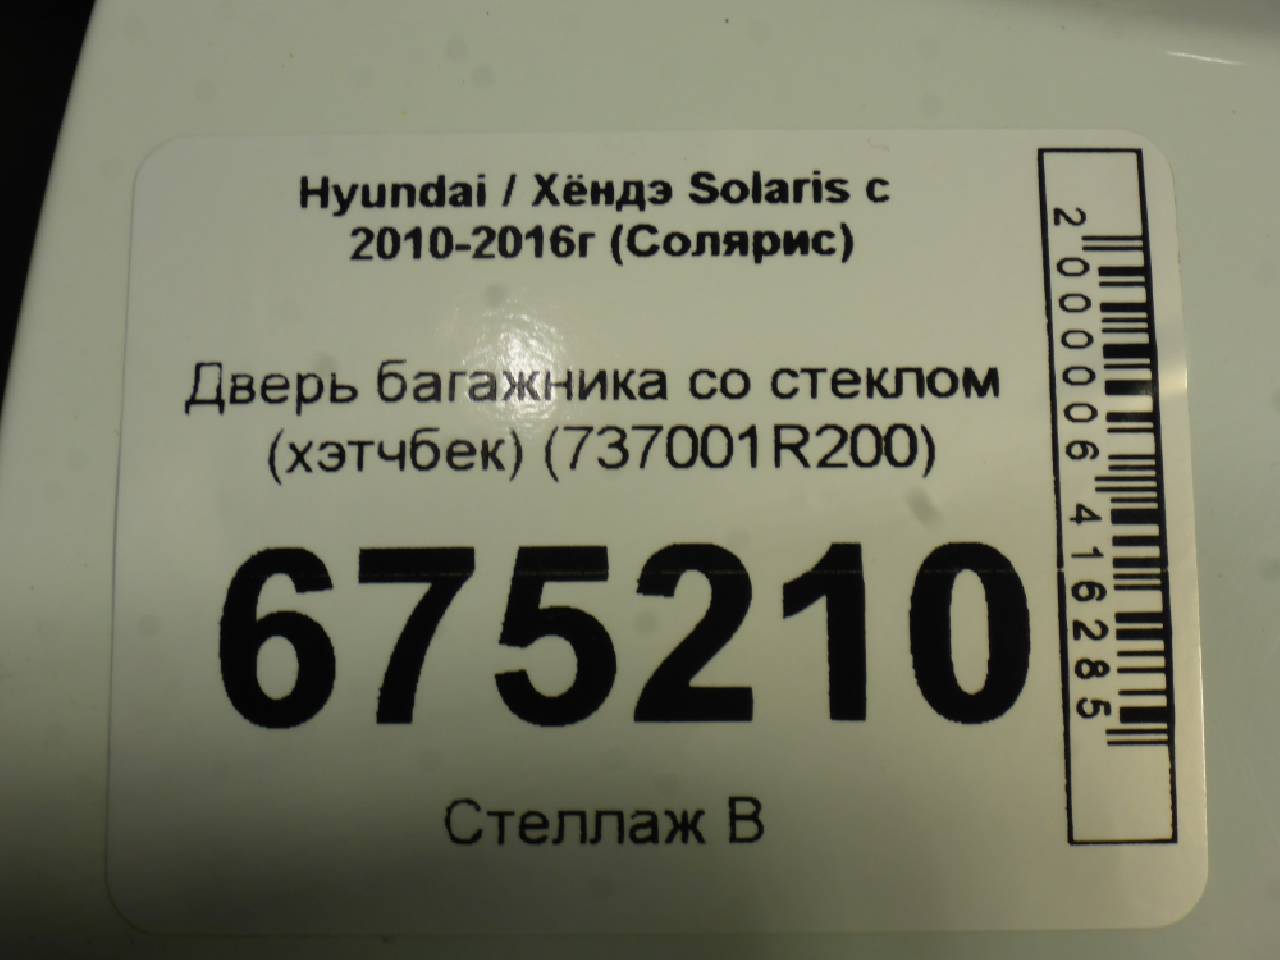 Hyundai / Хёндэ Solaris с
2010-2016г (Солярис)
Дверь багажника со стеклом
(хэтчбек) (737001R200)
675210
Стеллаж В
2000006416285